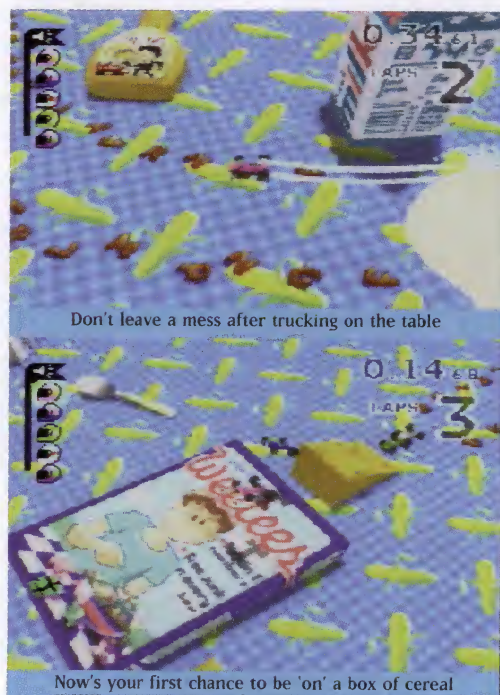 0.34 61
LAPS 2
Don't leave a mess after trucking on the table
0.14 68
LAPS 3
Now's your first chance to be 'on' a box of cereal